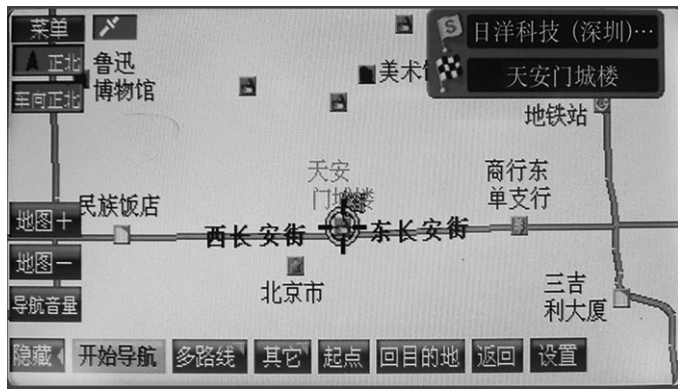 菜单
S
日洋科技（深圳)…
正北
鲁迅
博物馆
美术
天安门城楼
车向正北
地铁站
天安
门城楼
商行东
单支行
民族饭店
地图+
西长安街
东长安街
地图-
北京市
三吉
利大厦
导航音量
隐藏
开始导航
多路线
其它
起点
回目的地
返回
设置